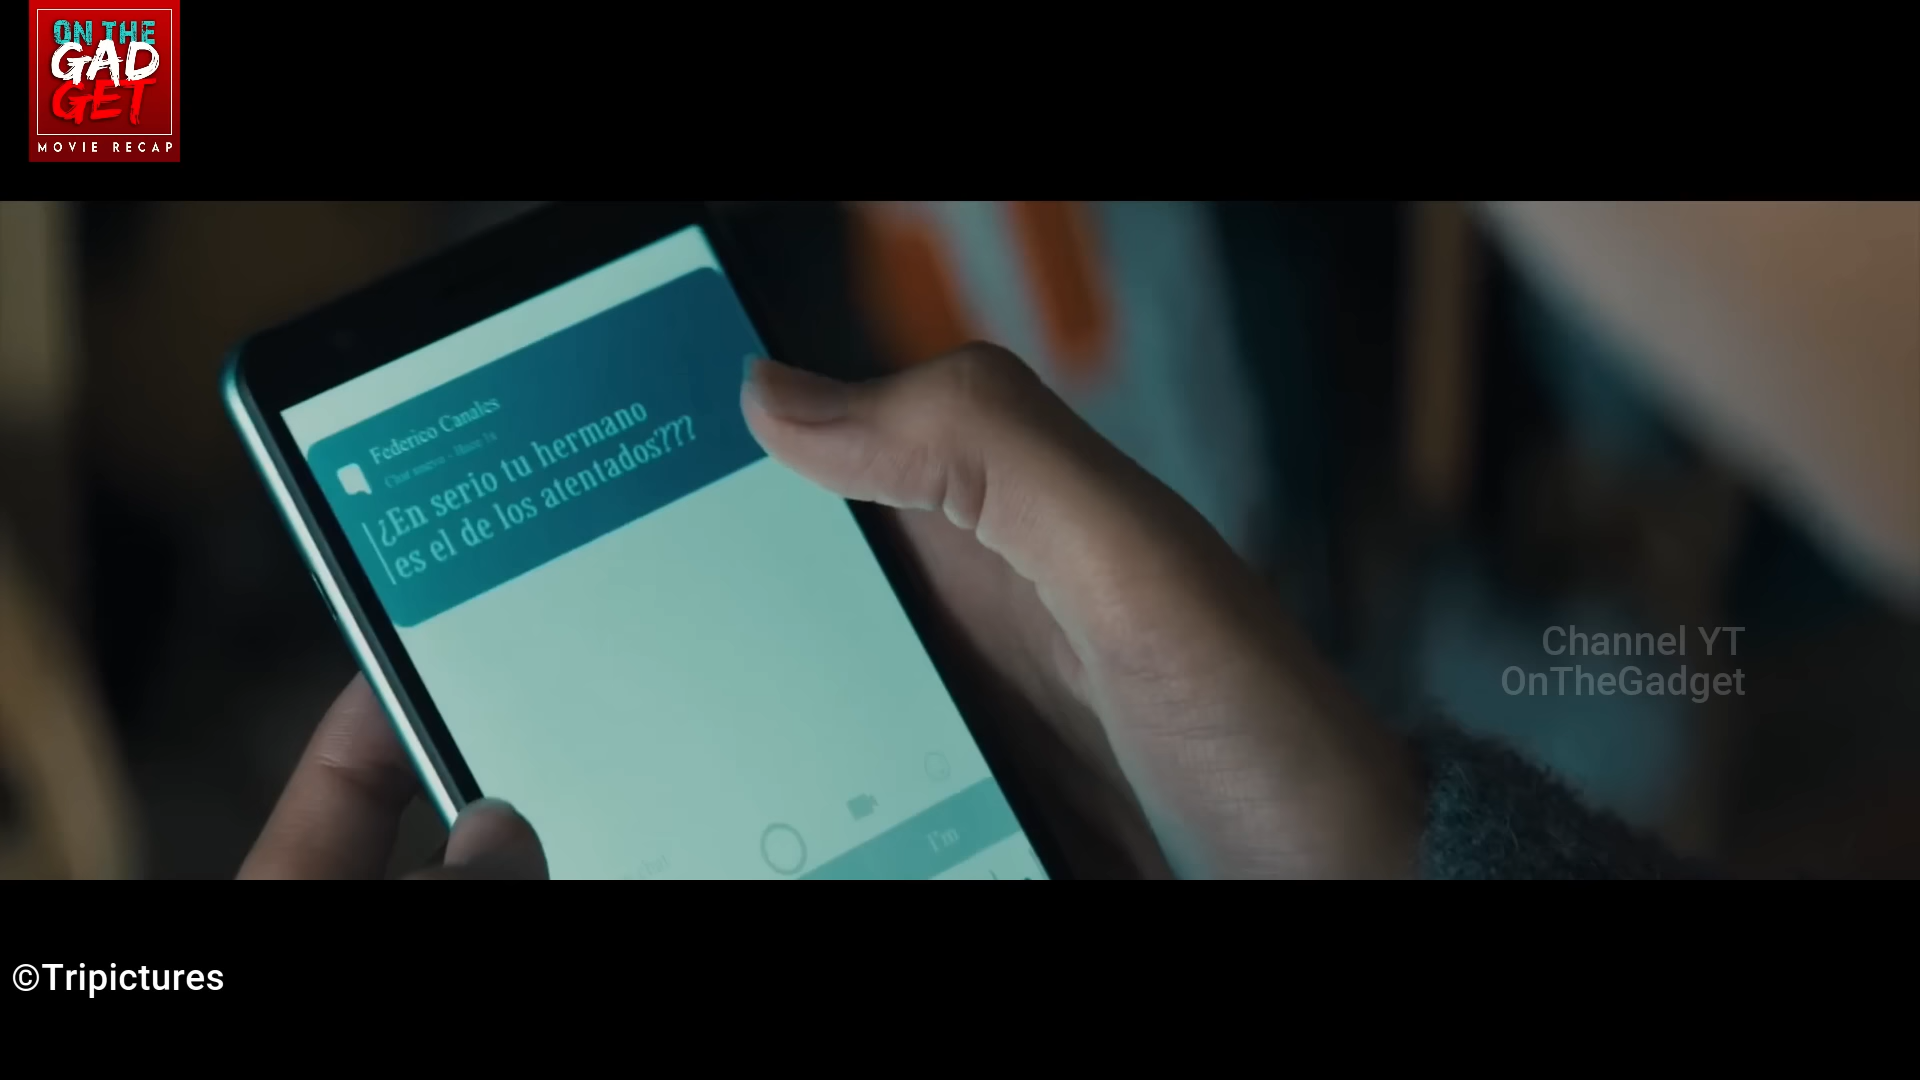 ON THE
GAD
GET
MOVIE RECAP
Federico Canales
¿En serio tu hermano
es el de los atentados???
I'm
Channel YT
OnTheGadget
©Tripictures